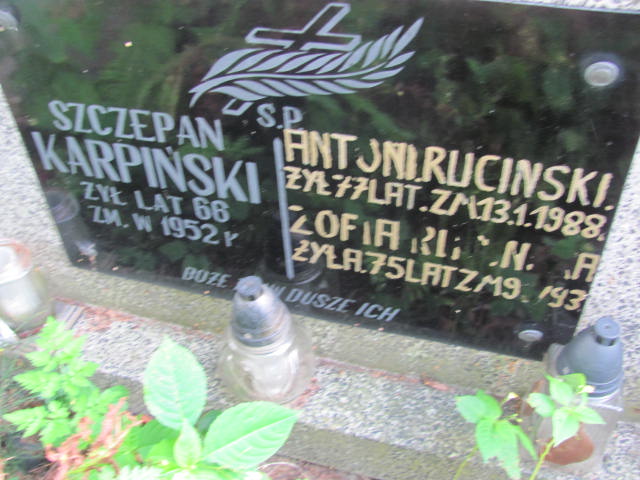 Ś.P.
SZCZEPAN
KARPIŃSKI
ŻYŁ LAT 66
ZM. W 1952 r
ANTONI.RUCIŃSKI.
ŻYŁ 77 LAT. ZM 13.1.1988.
ZOFIA
ŻYŁA. 75 LAT ZM
BOŻE DUSZE ICH